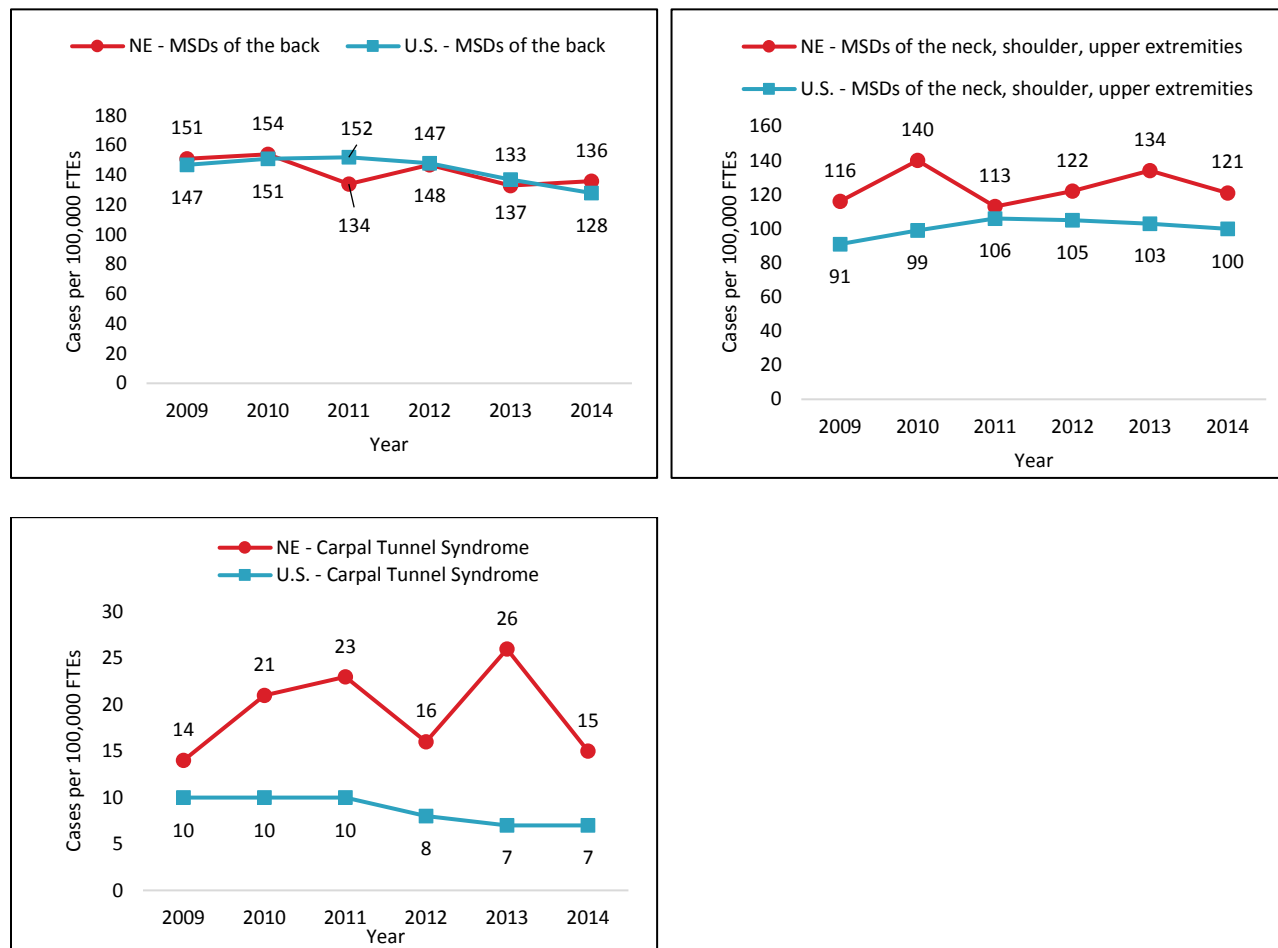 NE - MSDs of the back U.S. - MSDs of the back
180
160
140
120
100
80
60
40
20
0
Cases per 100,000 FTEs
151 154 152 147 133 136
147 151 134 148 137 128
2009 2010 2011 2012 2013 2014
Year
NE - MSDs of the neck, shoulder, upper extremities
U.S. - MSDs of the neck, shoulder, upper extremities
160
140
120
100
80
60
40
20
0
Cases per 100,000 FTEs
116 140 113 122 134 121
91 99 106 105 103 100
2009 2010 2011 2012 2013 2014
Year
NE - Carpal Tunnel Syndrome
U.S. - Carpal Tunnel Syndrome
30
25
20
15
10
5
0
Cases per 100,000 FTEs
14 21 23 16 26 15
10 10 10 8 7 7
2009 2010 2011 2012 2013 2014
Year